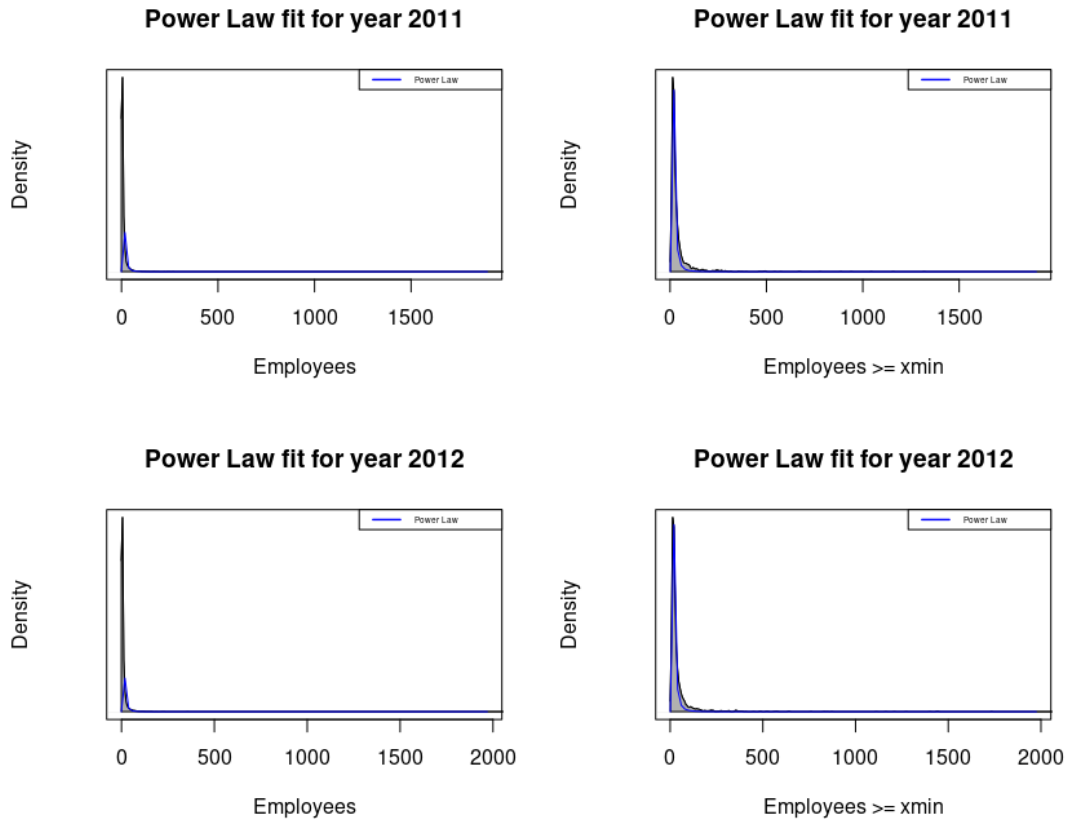 Power Law fit for year 2011
Power Law
Density
0 500 1000 1500
Employees
Power Law fit for year 2011
Power Law
Density
0 500 1000 1500
Employees >= xmin
Power Law fit for year 2012
Power Law
Density
0 500 1000 1500 2000
Employees
Power Law fit for year 2012
Power Law
Density
0 500 1000 1500 2000
Employees >= xmin